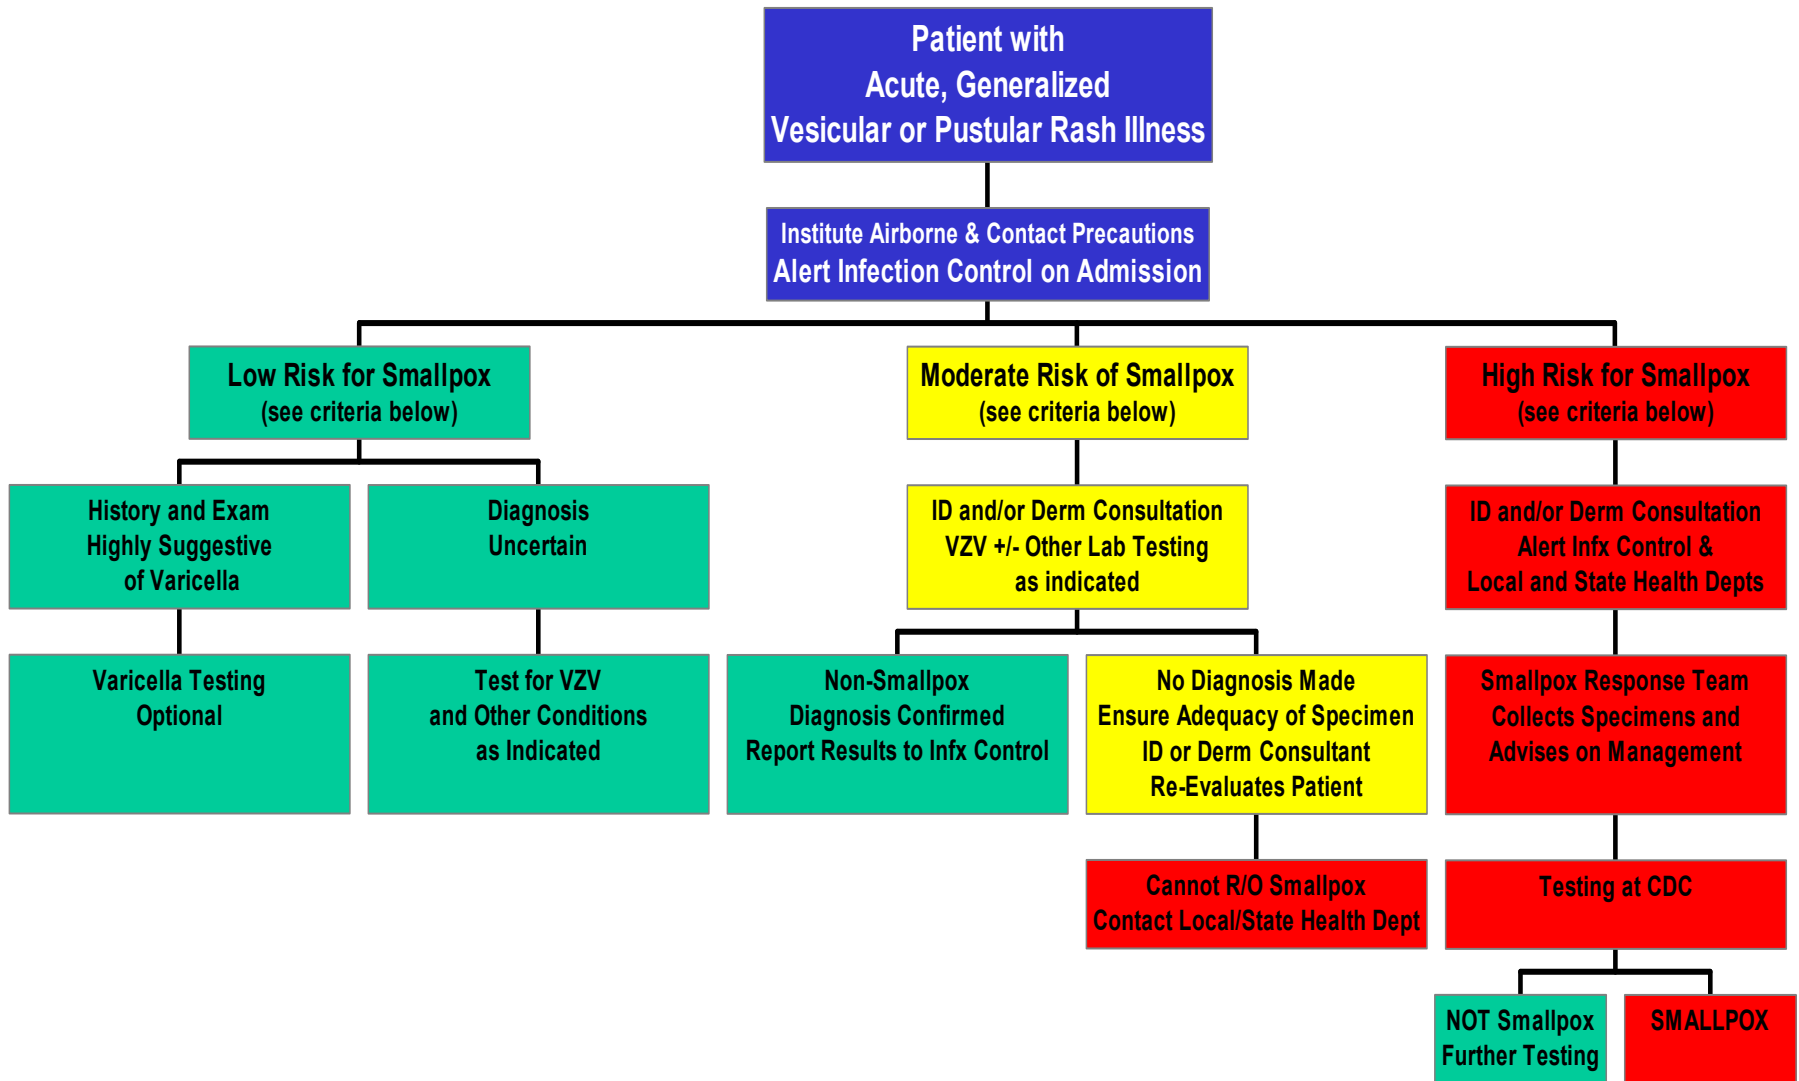 Patient with
Acute, Generalized
Vesicular or Pustular Rash Illness
Institute Airborne & Contact Precautions
Alert Infection Control on Admission
Low Risk for Smallpox
(see criteria below)
Moderate Risk of Smallpox
(see criteria below)
High Risk for Smallpox
(see criteria below)
History and Exam
Highly Suggestive
of Varicella
Diagnosis
Uncertain
ID and/or Derm Consultation
VZV +/- Other Lab Testing
as indicated
ID and/or Derm Consultation
Alert Infx Control &
Local and State Health Depts
Varicella Testing
Optional
Test for VZV
and Other Conditions
as Indicated
Non-Smallpox
Diagnosis Confirmed
Report Results to Infx Control
No Diagnosis Made
Ensure Adequacy of Specimen
ID or Derm Consultant
Re-Evaluates Patient
Smallpox Response Team
Collects Specimens and
Advises on Management
Cannot R/O Smallpox
Contact Local/State Health Dept
Testing at CDC
NOT Smallpox
Further Testing
SMALLPOX